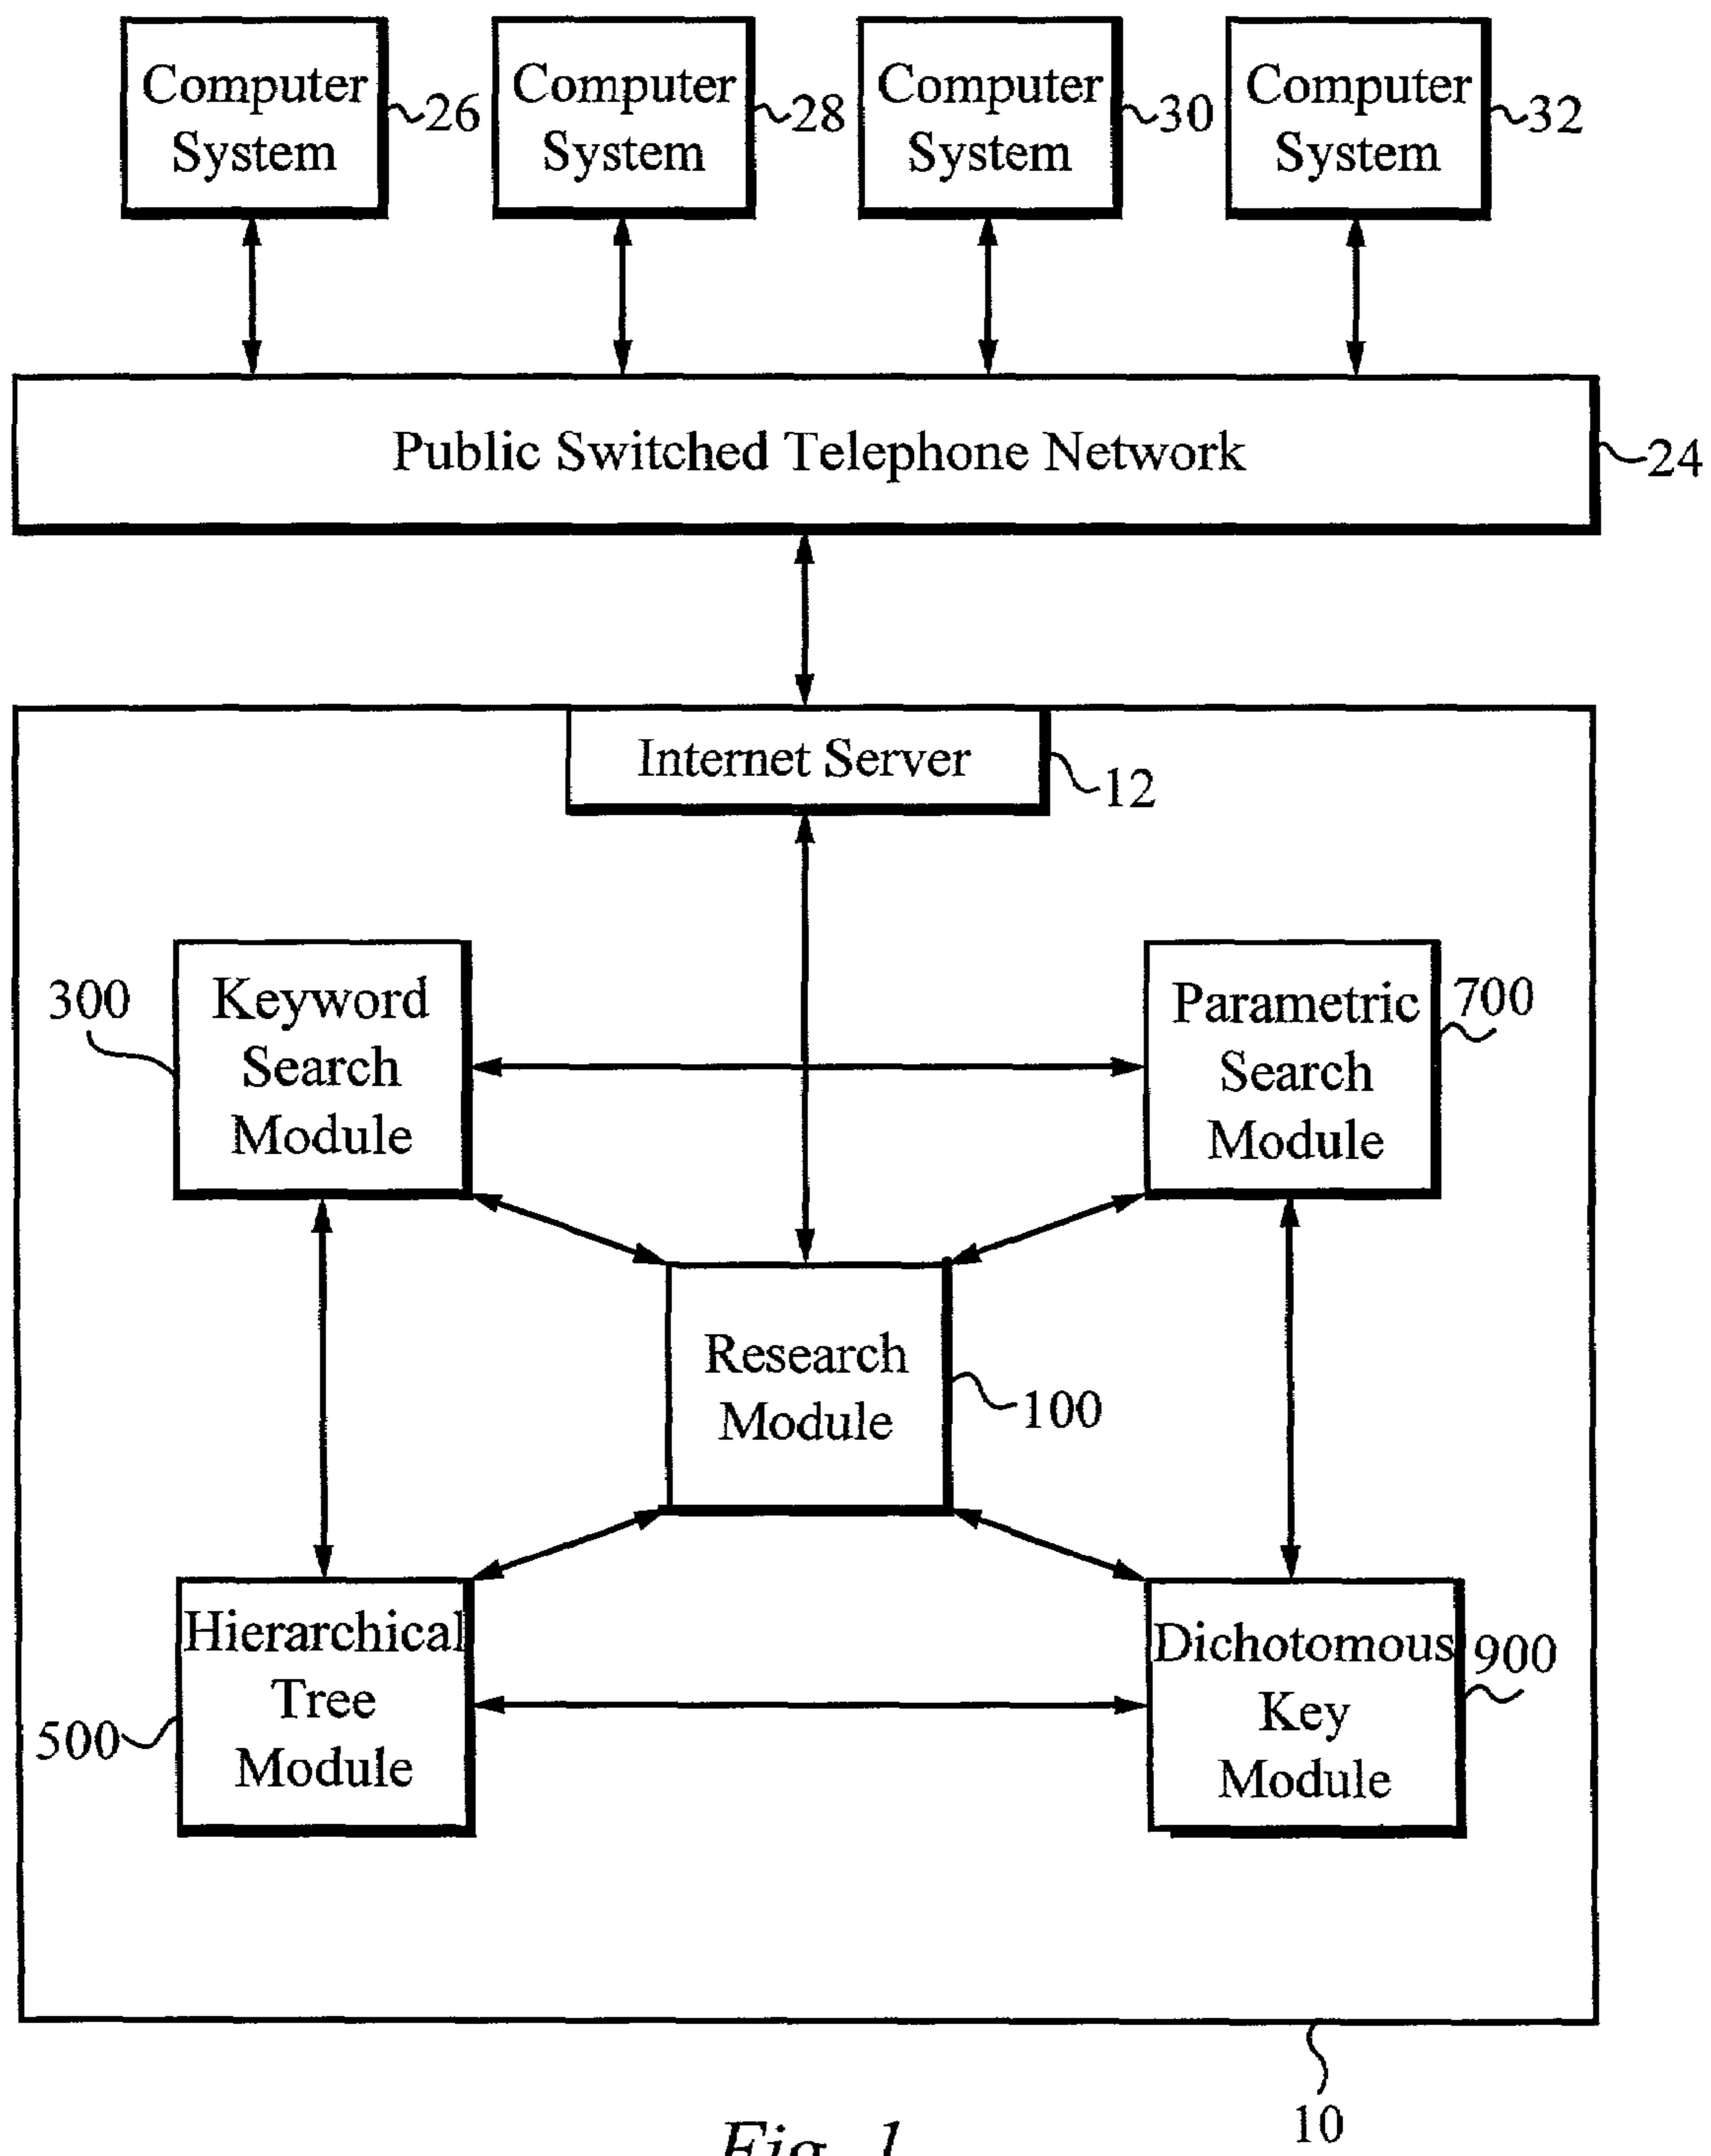 Computer
System
26
Computer
System
28
Computer
System
30
Computer
System
32
Public Switched Telephone Network
24
Internet Server
12
300
Keyword
Search
Module
Parametric
Search
Module
700
Research
Module
100
Hierarchical
Tree
Module
500
Dichotomous
Key
Module
900
10
Fig. 1